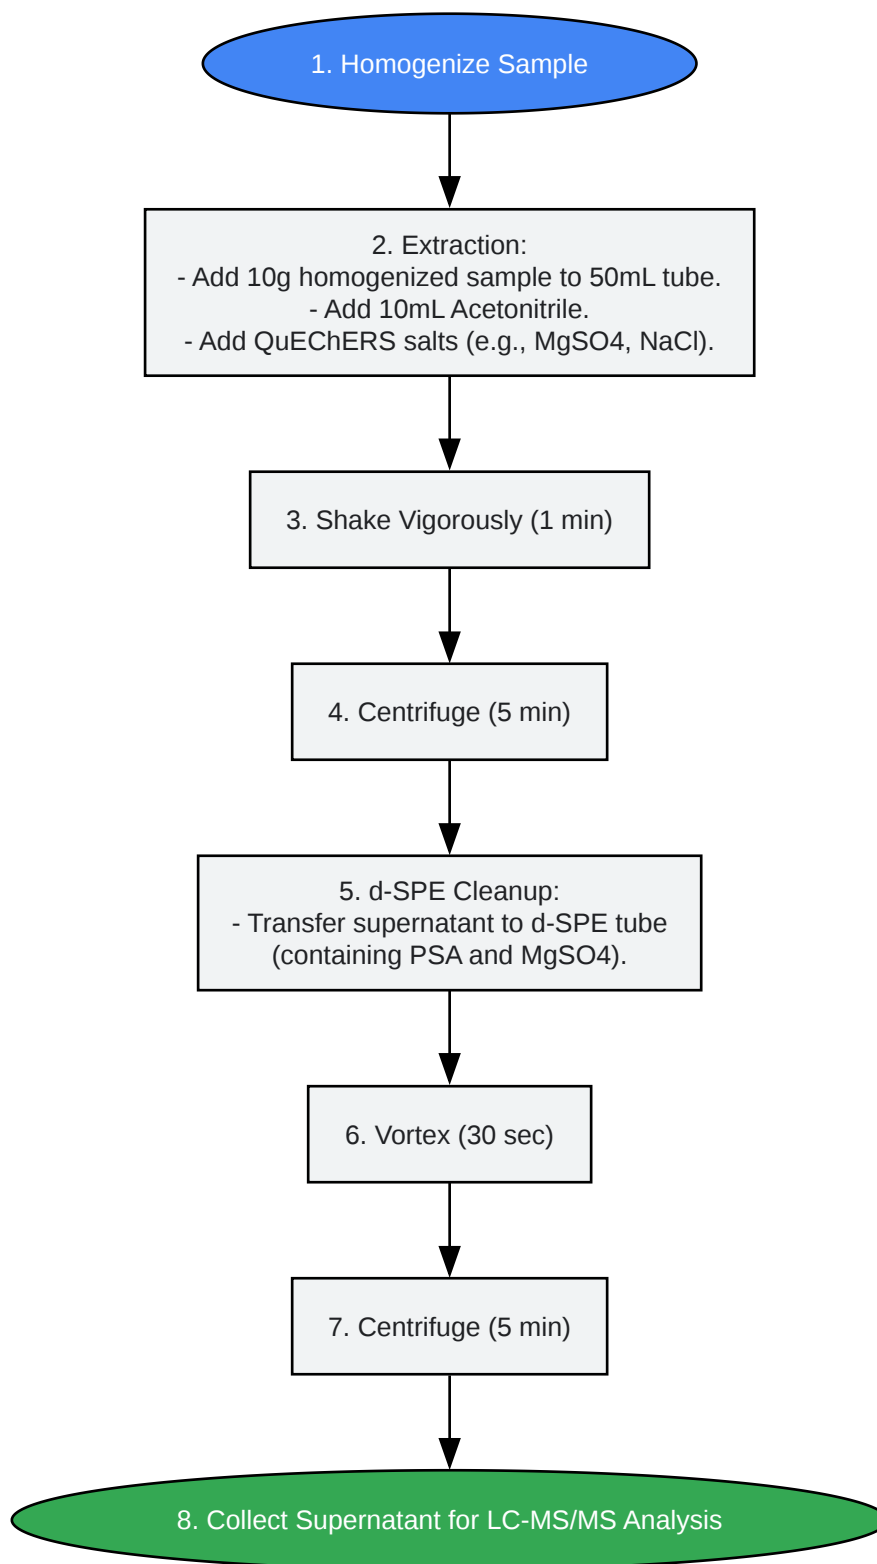 1. Homogenize Sample
2. Extraction:
- Add 10g homogenized sample to 50mL tube.
- Add 10mL Acetonitrile.
- Add QuEChERS salts (e.g., MgSO4, NaCl).
3. Shake Vigorously (1 min)
4. Centrifuge (5 min)
5. d-SPE Cleanup:
- Transfer supernatant to d-SPE tube
(containing PSA and MgSO4).
6. Vortex (30 sec)
7. Centrifuge (5 min)
8. Collect Supernatant for LC-MS/MS Analysis